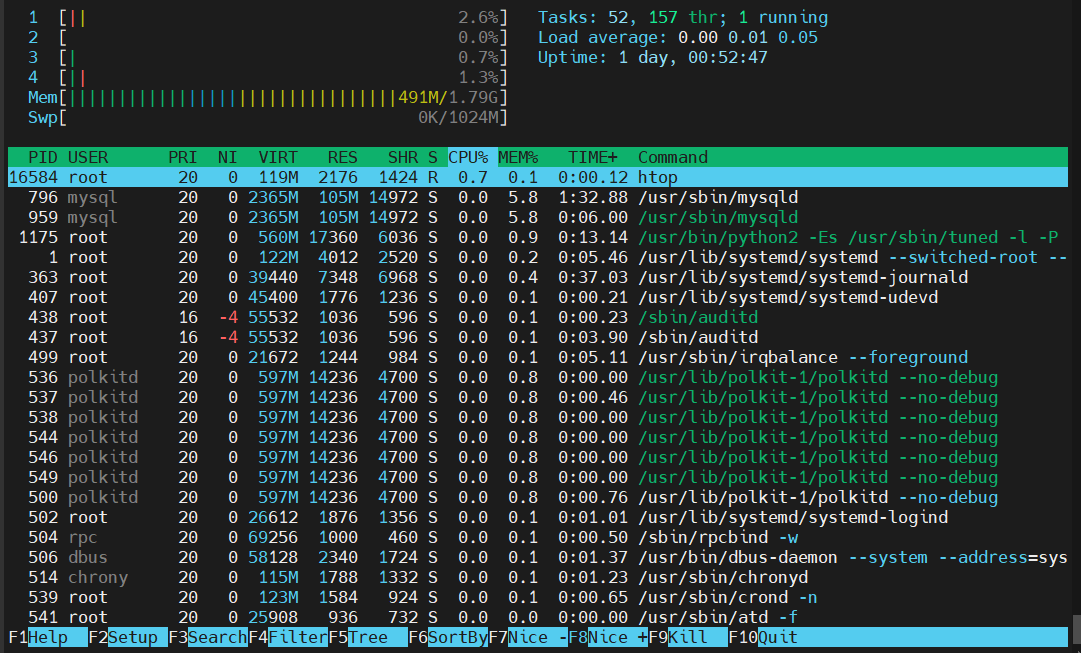 1 [|| 2.6%] Tasks: 52, 157 thr; 1 running
2 [ 0.0%] Load average: 0.00 0.01 0.05
3 [| 0.7%] Uptime: 1 day, 00:52:47
4 [|| 1.3%]
Mem[|||||||||||||||||||||||||||||||||491M/1.79G]
Swp[ 0K/1024M]
PID USER PRI NI VIRT RES SHR S CPU% MEM% TIME+ Command
16584 root 20 0 119M 2176 1424 R 0.7 0.1 0:00.12 htop
796 mysql 20 0 2365M 105M 14972 S 0.0 5.8 1:32.88 /usr/sbin/mysqld
959 mysql 20 0 2365M 105M 14972 S 0.0 5.8 0:06.00 /usr/sbin/mysqld
1175 root 20 0 560M 17360 6036 S 0.0 0.9 0:13.14 /usr/bin/python2 -Es /usr/sbin/tuned -l -P
1 root 20 0 122M 4012 2520 S 0.0 0.2 0:05.46 /usr/lib/systemd/systemd --switched-root --
363 root 20 0 39440 7348 6968 S 0.0 0.4 0:37.03 /usr/lib/systemd/systemd-journald
407 root 20 0 45400 1776 1236 S 0.0 0.1 0:00.21 /usr/lib/systemd/systemd-udevd
438 root 16 -4 55532 1036 596 S 0.0 0.1 0:00.23 /sbin/auditd
437 root 16 -4 55532 1036 596 S 0.0 0.1 0:03.90 /sbin/auditd
499 root 20 0 21672 1244 984 S 0.0 0.1 0:05.11 /usr/sbin/irqbalance --foreground
536 polkitd 20 0 597M 14236 4700 S 0.0 0.8 0:00.00 /usr/lib/polkit-1/polkitd --no-debug
537 polkitd 20 0 597M 14236 4700 S 0.0 0.8 0:00.46 /usr/lib/polkit-1/polkitd --no-debug
538 polkitd 20 0 597M 14236 4700 S 0.0 0.8 0:00.00 /usr/lib/polkit-1/polkitd --no-debug
544 polkitd 20 0 597M 14236 4700 S 0.0 0.8 0:00.00 /usr/lib/polkit-1/polkitd --no-debug
546 polkitd 20 0 597M 14236 4700 S 0.0 0.8 0:00.00 /usr/lib/polkit-1/polkitd --no-debug
549 polkitd 20 0 597M 14236 4700 S 0.0 0.8 0:00.00 /usr/lib/polkit-1/polkitd --no-debug
500 polkitd 20 0 597M 14236 4700 S 0.0 0.8 0:00.76 /usr/lib/polkit-1/polkitd --no-debug
502 root 20 0 26612 1876 1356 S 0.0 0.1 0:01.01 /usr/lib/systemd/systemd-logind
504 rpc 20 0 69256 1000 460 S 0.0 0.1 0:00.50 /sbin/rpcbind -w
506 dbus 20 0 58128 2340 1724 S 0.0 0.1 0:01.37 /usr/bin/dbus-daemon --system --address=sys
514 chrony 20 0 115M 1788 1332 S 0.0 0.1 0:01.23 /usr/sbin/chronyd
539 root 20 0 123M 1584 924 S 0.0 0.1 0:00.65 /usr/sbin/crond -n
541 root 20 0 25908 936 732 S 0.0 0.0 0:00.00 /usr/sbin/atd -f
F1Help F2Setup F3SearchF4FilterF5Tree F6SortByF7Nice -F8Nice +F9Kill F10Quit